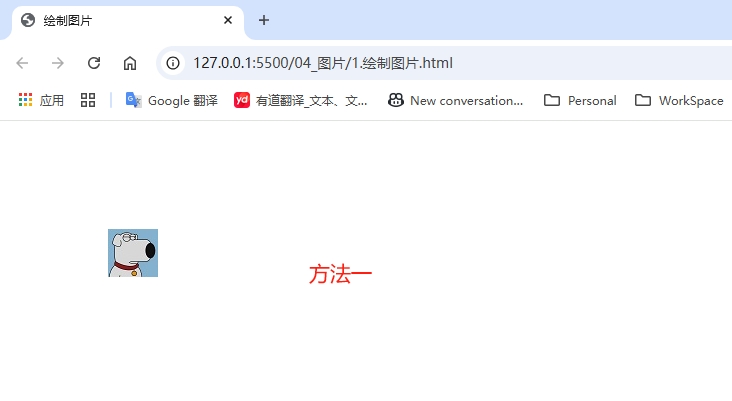 绘制图片
127.0.0.1:5500/04_图片/1.绘制图片.html
应用 Google 翻译 yd 有道翻译_文本、文... New conversation... Personal WorkSpace
方法一